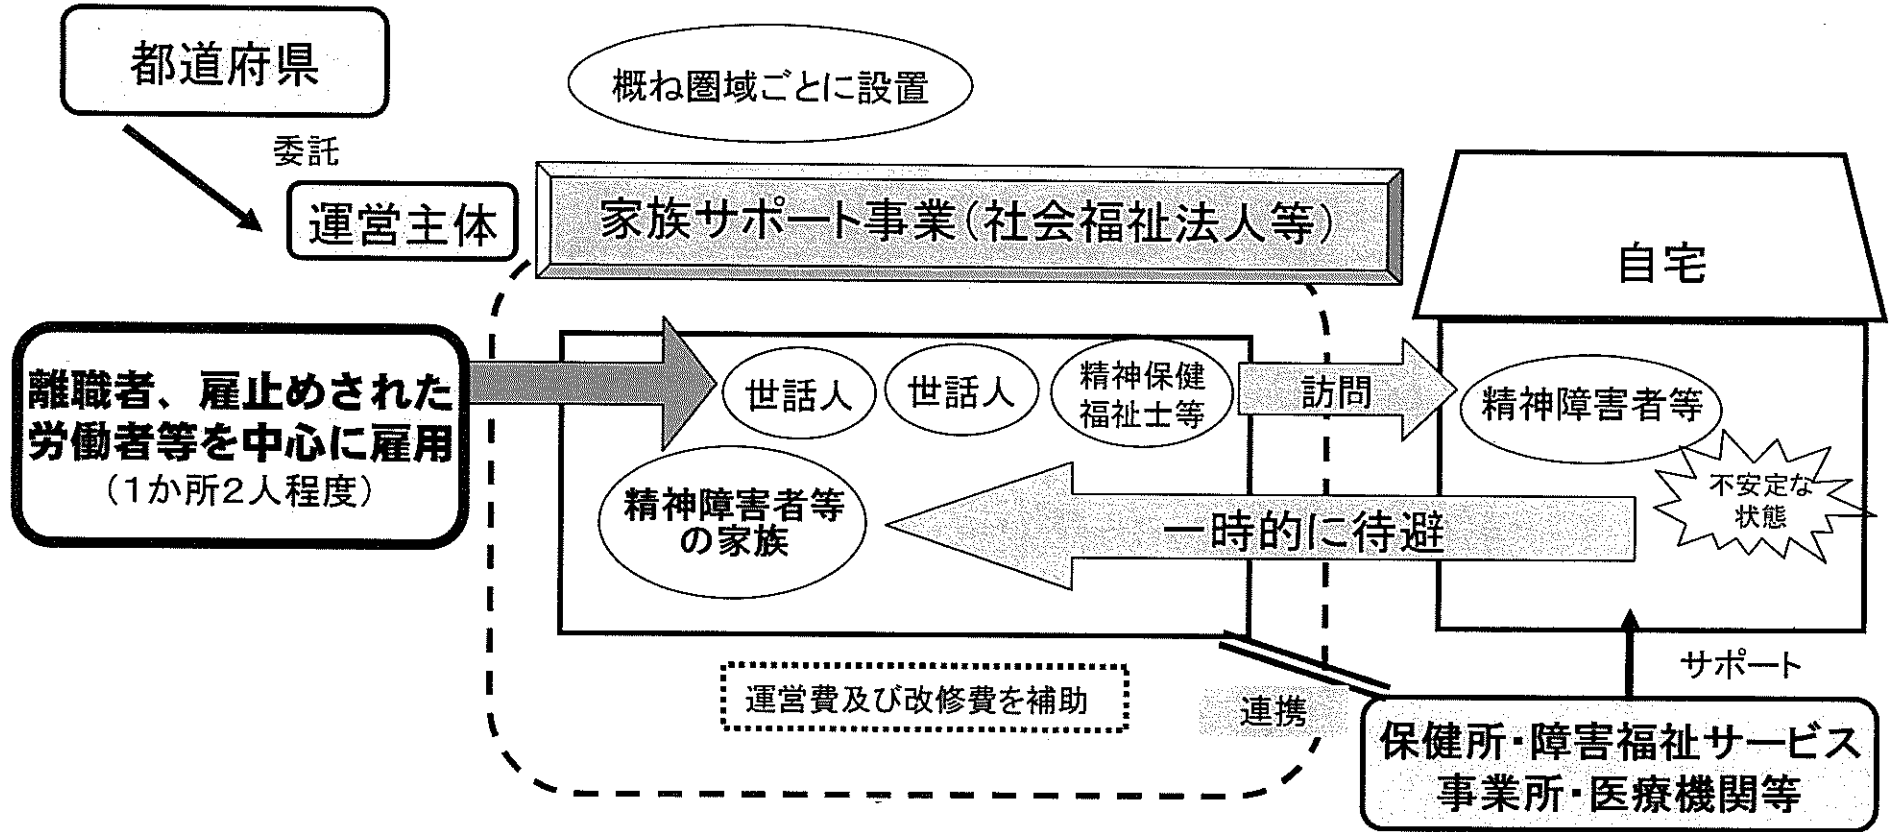 都道府県
概ね圏域ごとに設置
委託
運営主体
家族サポート事業(社会福祉法人等)
自宅
離職者、雇止めされた
労働者等を中心に雇用
(1か所2人程度)
世話人
世話人
精神保健
福祉士等
訪問
精神障害者等
不安定な
状態
精神障害者等
の家族
一時的に待避
サポート
運営費及び改修費を補助
連携
保健所・障害福祉サービス
事業所・医療機関等